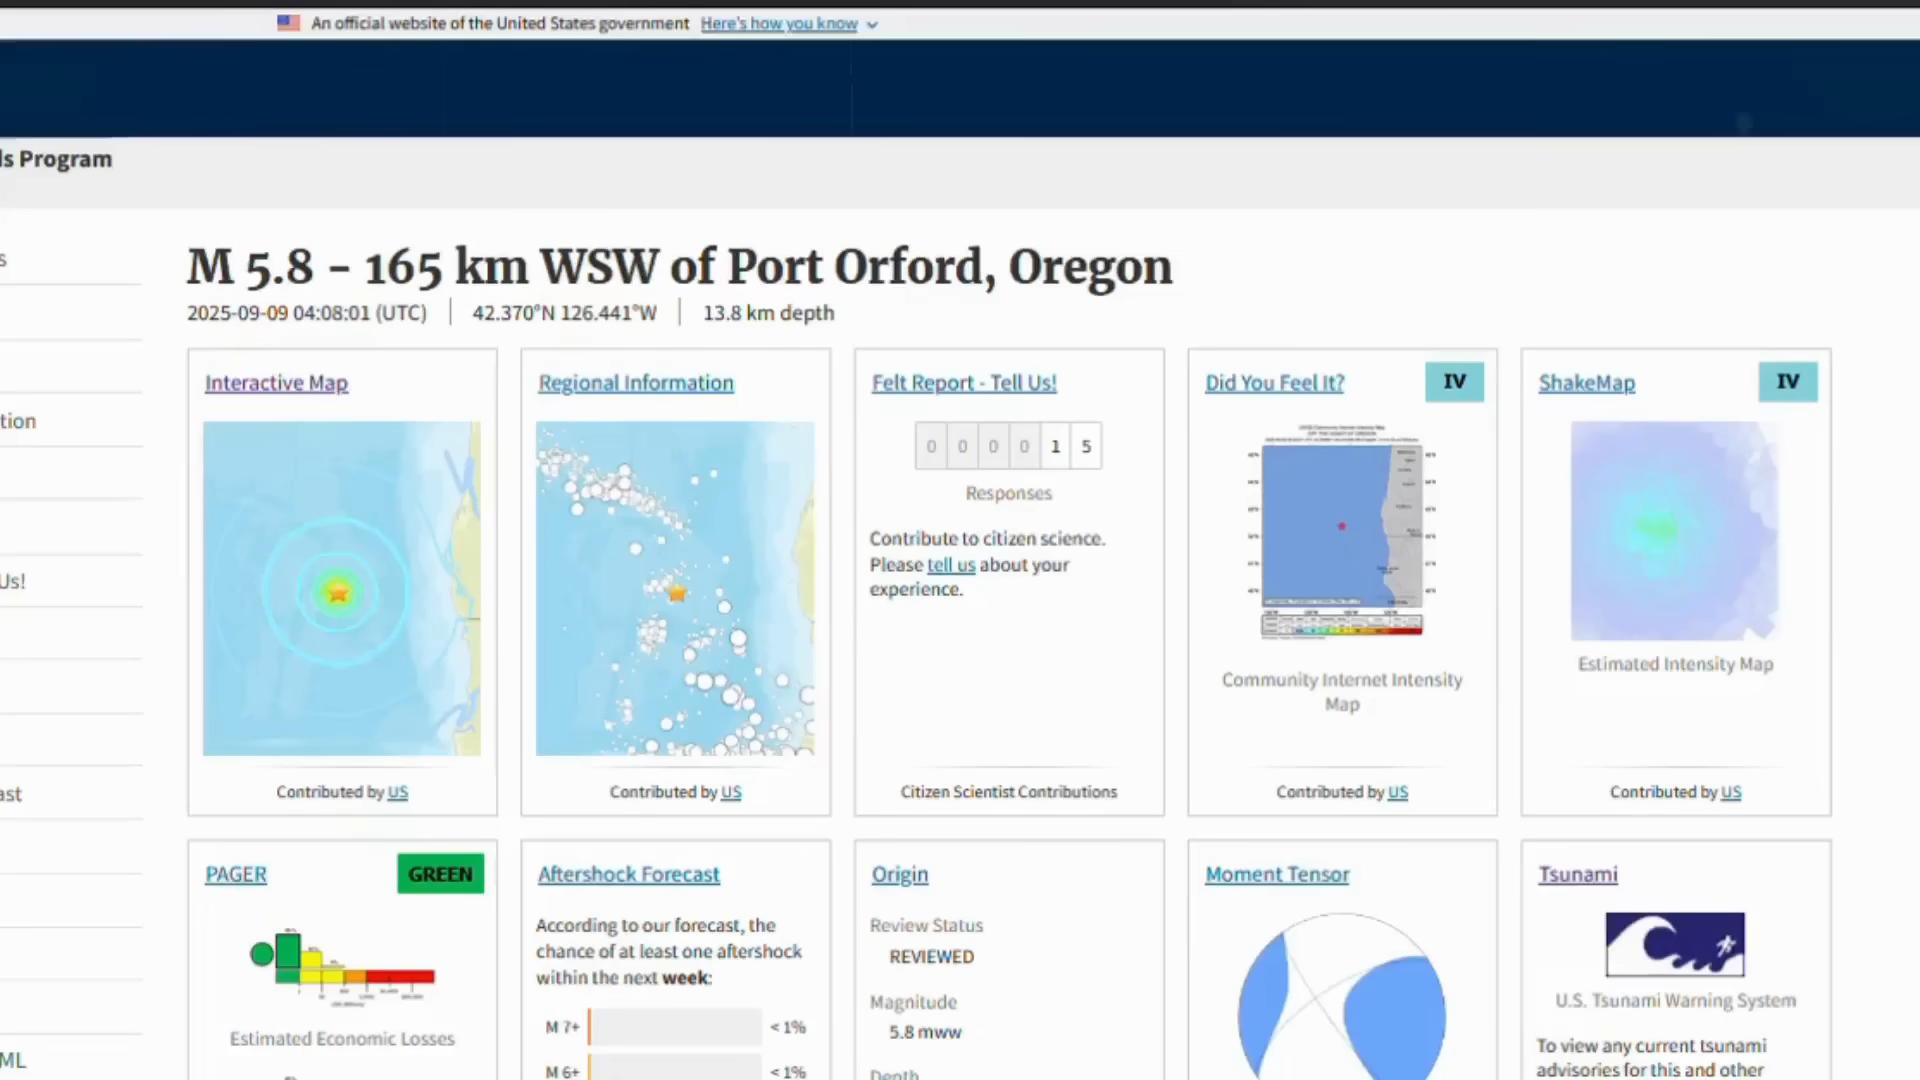 An official website of the United States government Here's how you know
ls Program
s
tion
Us!
ast
ML
M 5.8 - 165 km WSW of Port Orford, Oregon
2025-09-09 04:08:01 (UTC) 42.370°N 126.441°W 13.8 km depth
Interactive Map
Contributed by US
Regional Information
Contributed by US
Felt Report - Tell Us!
0 0 0 0 1 5
Responses
Contribute to citizen science.
Please tell us about your
experience.
Citizen Scientist Contributions
Did You Feel It? IV
Community Internet Intensity
Map
Contributed by US
ShakeMap IV
Estimated Intensity Map
Contributed by US
PAGER GREEN
Estimated Economic Losses
Aftershock Forecast
According to our forecast, the
chance of at least one aftershock
within the next week:
M 7+ < 1%
M 6+ < 1%
Origin
Review Status
REVIEWED
Magnitude
5.8 mww
Depth
Moment Tensor
Tsunami
U.S. Tsunami Warning System
To view any current tsunami
advisories for this and other